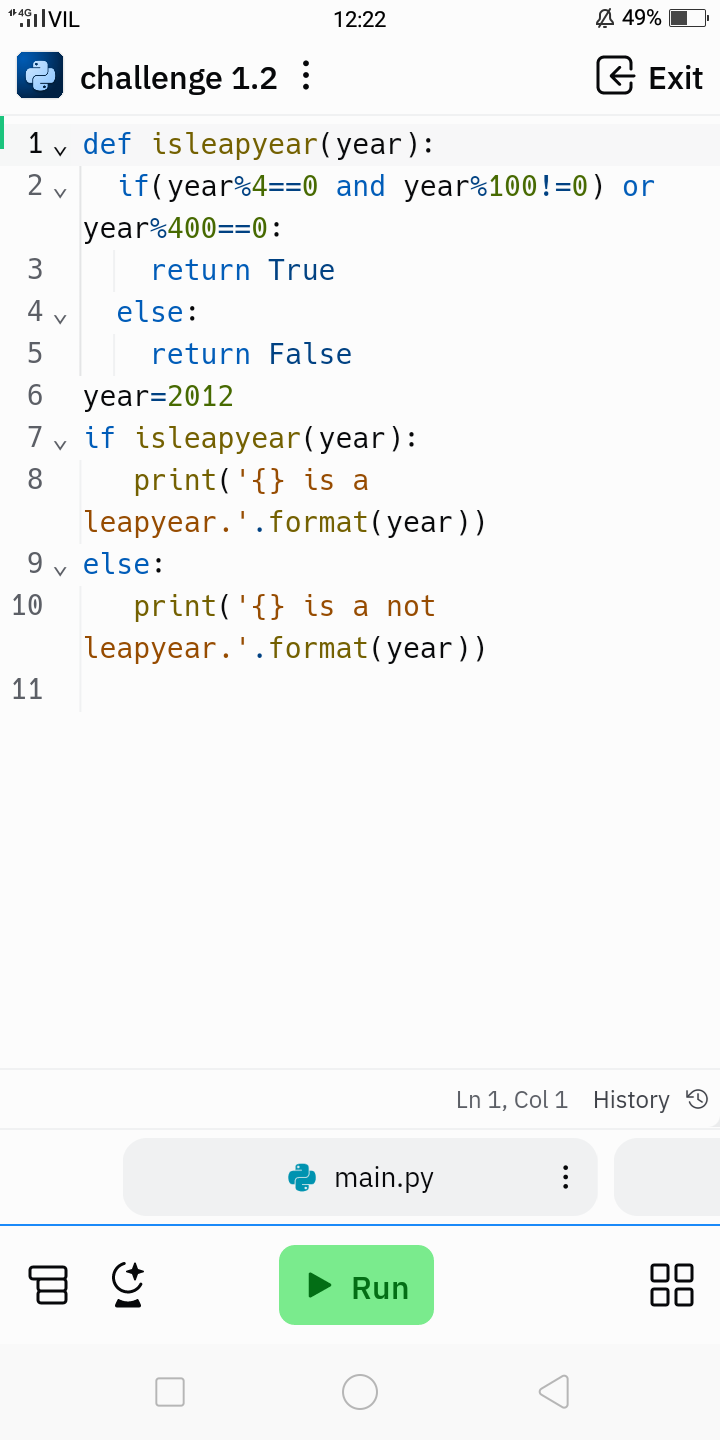 4G VIL 12:22 49%
challenge 1.2 Exit
1 def isleapyear(year):
2   if(year%4==0 and year%100!=0) or
year%400==0:
3     return True
4   else:
5     return False
6 year=2012
7 if isleapyear(year):
8    print('{} is a
leapyear.'.format(year))
9 else:
10    print('{} is a not
leapyear.'.format(year))
11
Ln 1, Col 1 History
main.py
Run